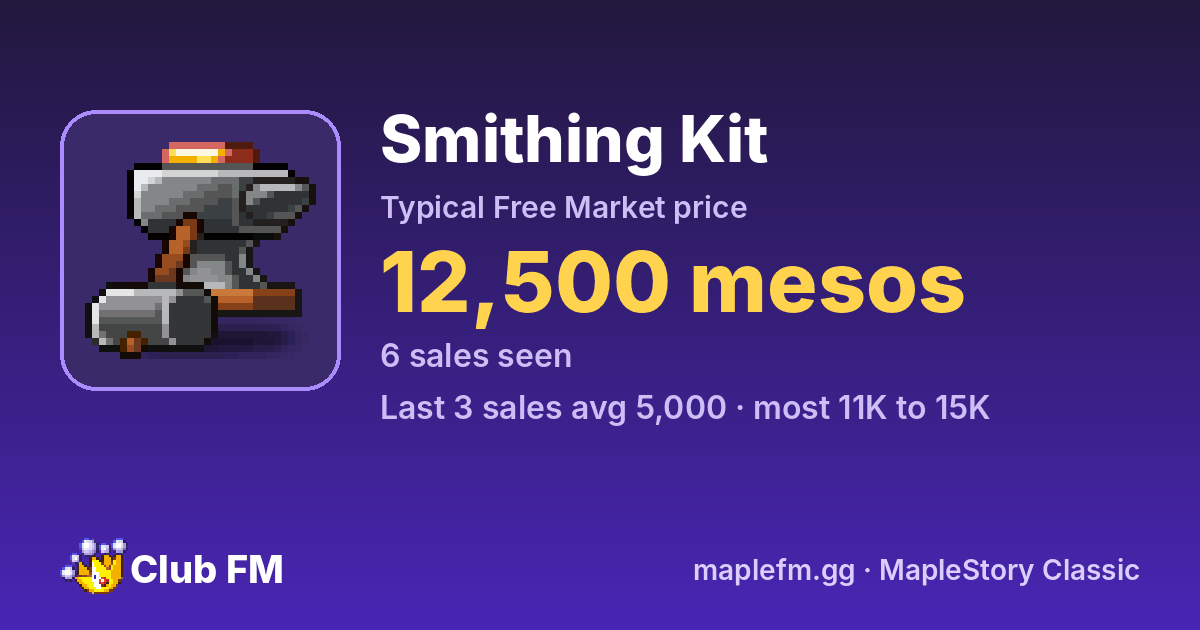 Smithing Kit
Typical Free Market price
12,500 mesos
6 sales seen
Last 3 sales avg 5,000 · most 11K to 15K
Club FM
maplefm.gg · MapleStory Classic